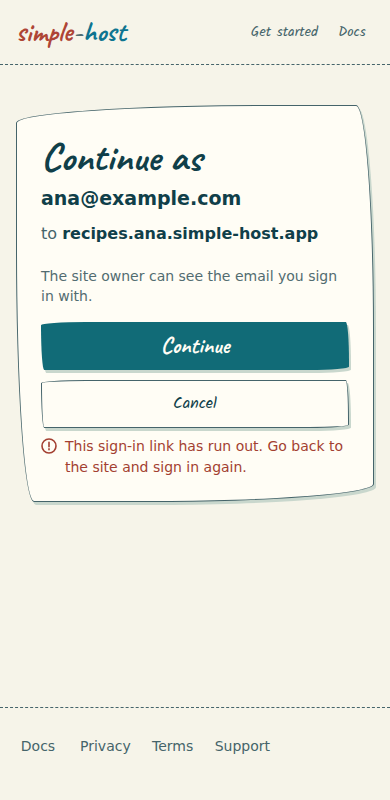 simple-host
Get started
Docs
Continue as
ana@example.com
to recipes.ana.simple-host.app
The site owner can see the email you sign
in with.
Continue
Cancel
This sign-in link has run out. Go back to
the site and sign in again.
Docs
Privacy
Terms
Support